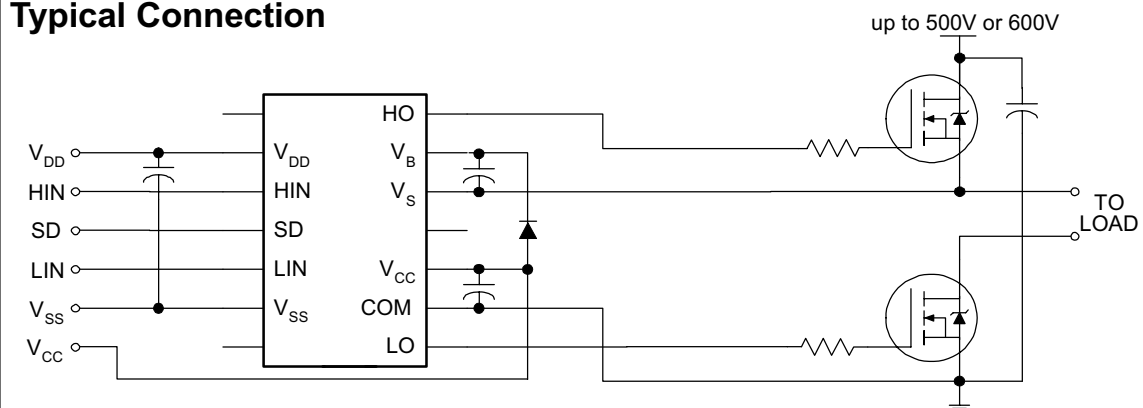 Typical Connection
up to 500V or 600V
HO
V_DD
V_DD
V_B
HIN
HIN
V_S
TO
LOAD
SD
SD
LIN
LIN
V_CC
V_SS
V_SS
COM
V_CC
LO